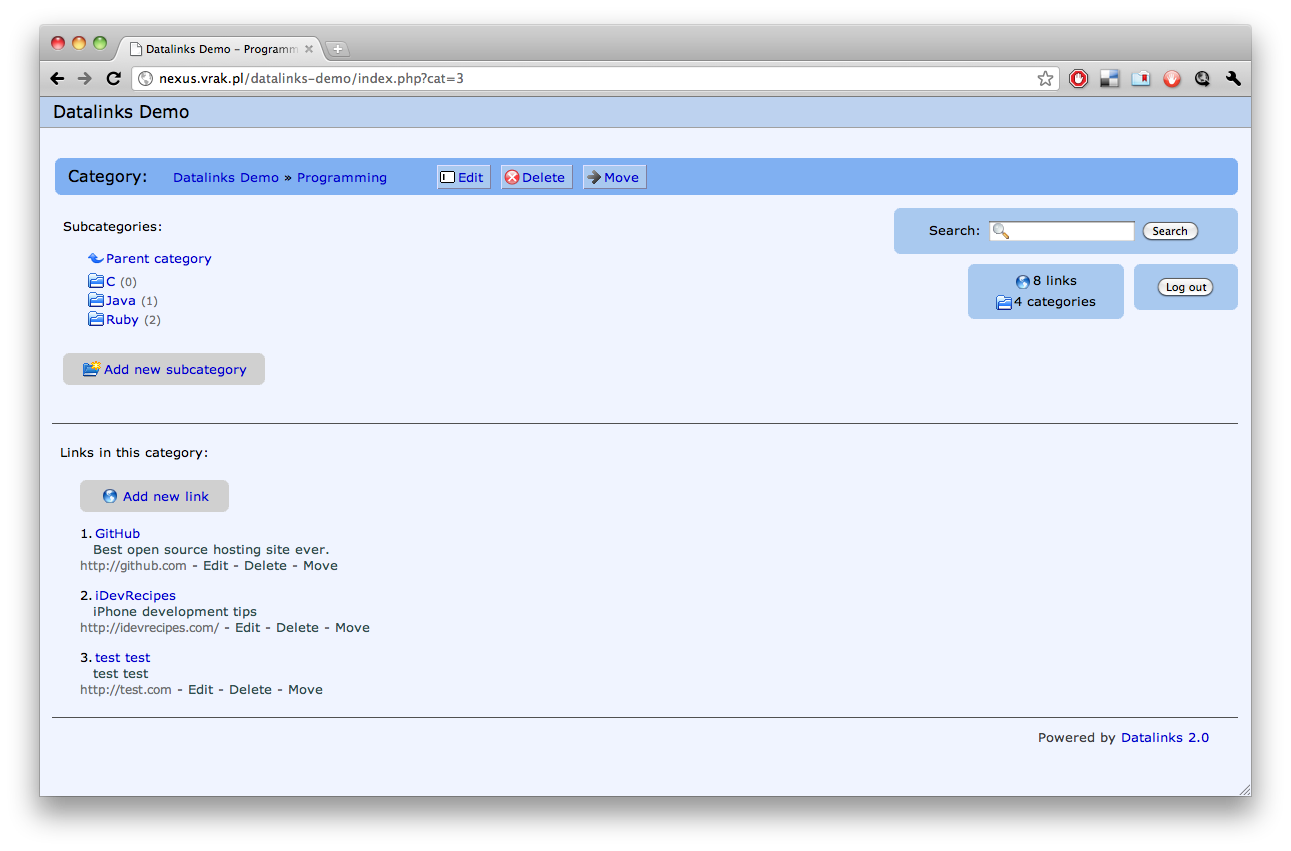 Datalinks Demo – Programm
nexus.vrak.pl/datalinks-demo/index.php?cat=3
Datalinks Demo
Category: Datalinks Demo » Programming Edit Delete Move
Subcategories:
Search: Search
Parent category
C (0)
Java (1)
Ruby (2)
8 links
4 categories
Log out
Add new subcategory
Links in this category:
Add new link
1. GitHub
Best open source hosting site ever.
http://github.com - Edit - Delete - Move
2. iDevRecipes
iPhone development tips
http://idevrecipes.com/ - Edit - Delete - Move
3. test test
test test
http://test.com - Edit - Delete - Move
Powered by Datalinks 2.0